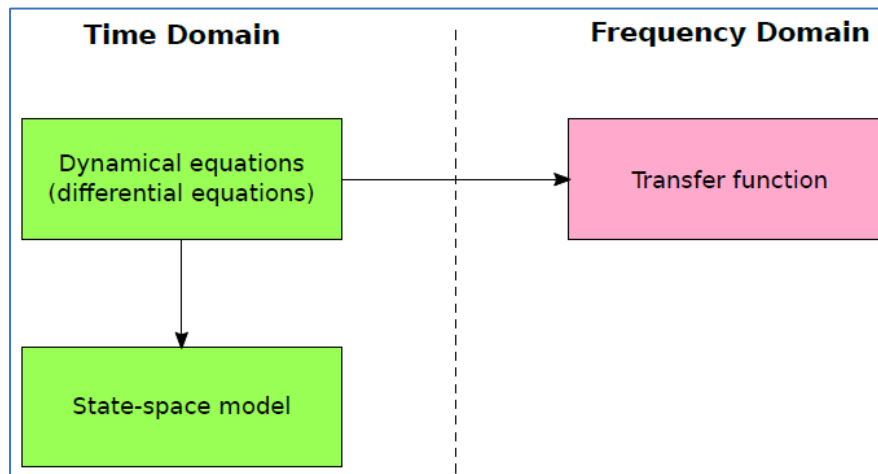 Time Domain
Frequency Domain
Dynamical equations
(differential equations)
Transfer function
State-space model